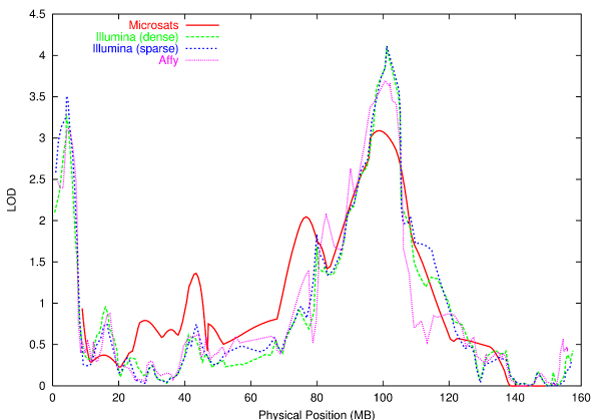 4.5
4
3.5
3
2.5
2
1.5
1
0.5
0
LOD
Microsats
Illumina (dense)
Illumina (sparse)
Affy
0 20 40 60 80 100 120 140 160
Physical Position (MB)